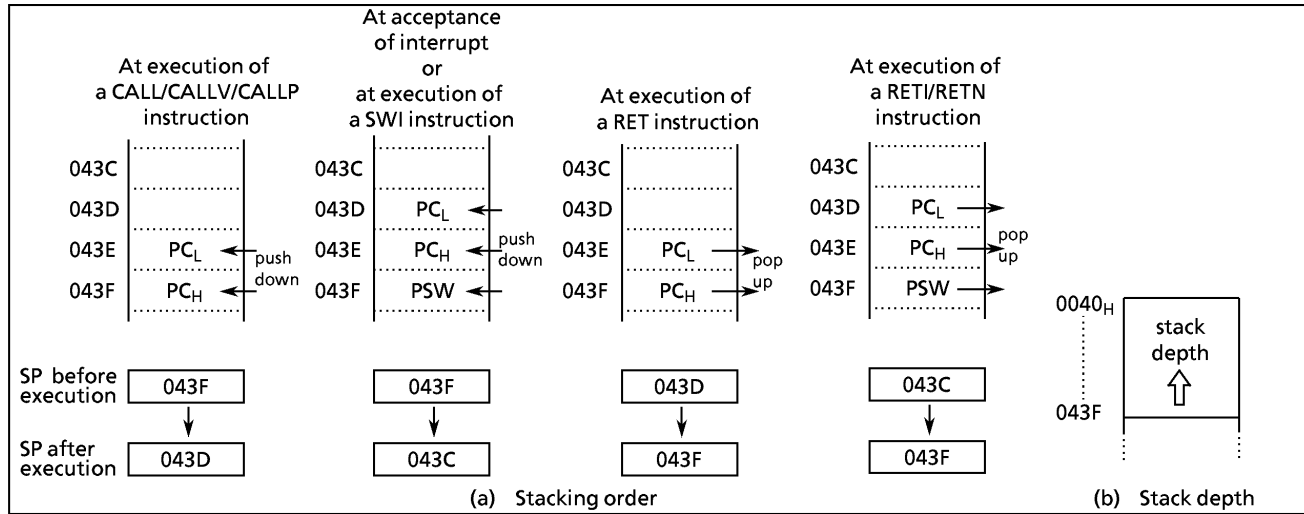 At execution of
a CALL/CALLV/CALLP
instruction
043C
043D
043E PCL
043F PCH
push
down
At acceptance
of interrupt
or
at execution of
a SWI instruction
043C
043D PCL
043E PCH
043F PSW
push
down
At execution of
a RET instruction
043C
043D
043E PCL
043F PCH
pop
up
At execution of
a RETI/RETN
instruction
043C
043D PCL
043E PCH
043F PSW
pop
up
SP before
execution
043F 043F 043D 043C
SP after
execution
043D 043C 043F 043F
(a) Stacking order
0040H
stack
depth
043F
(b) Stack depth